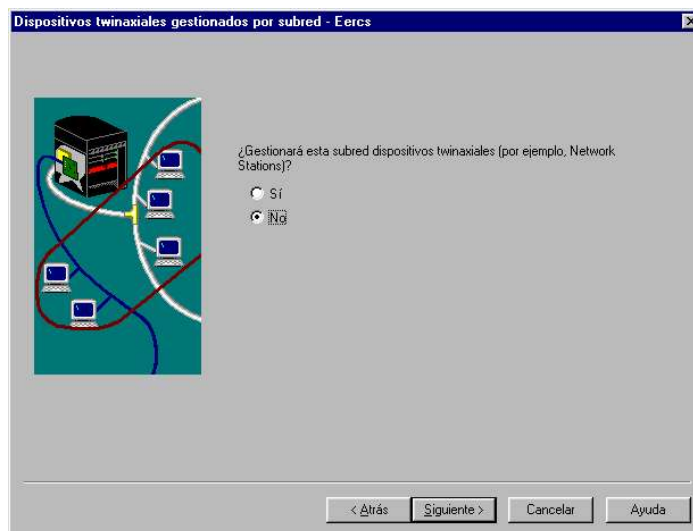 Dispositivos twinaxiales gestionados por subred - Eercs
¿Gestionará esta subred dispositivos twinaxiales (por ejemplo, Network
Stations)?
Sí
No
< Atrás
Siguiente >
Cancelar
Ayuda